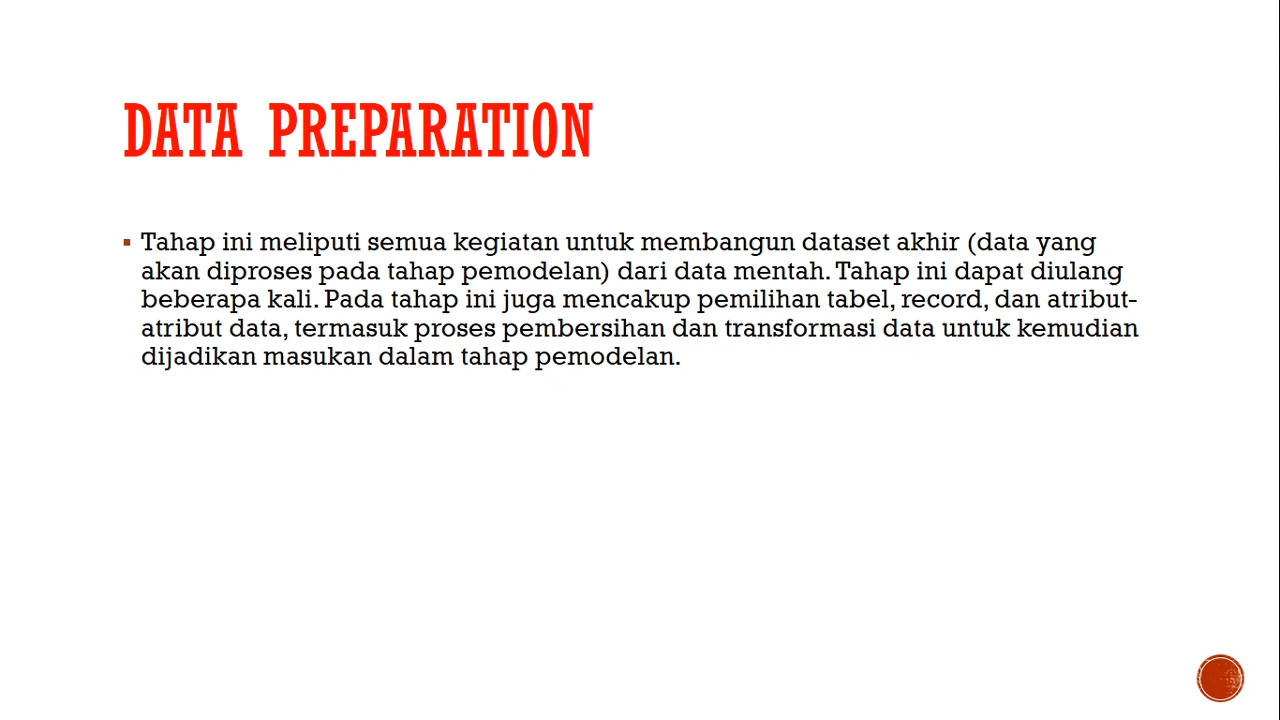 DATA PREPARATION
Tahap ini meliputi semua kegiatan untuk membangun dataset akhir (data yang
akan diproses pada tahap pemodelan) dari data mentah. Tahap ini dapat diulang
beberapa kali. Pada tahap ini juga mencakup pemilihan tabel, record, dan atribut-
atribut data, termasuk proses pembersihan dan transformasi data untuk kemudian
dijadikan masukan dalam tahap pemodelan.